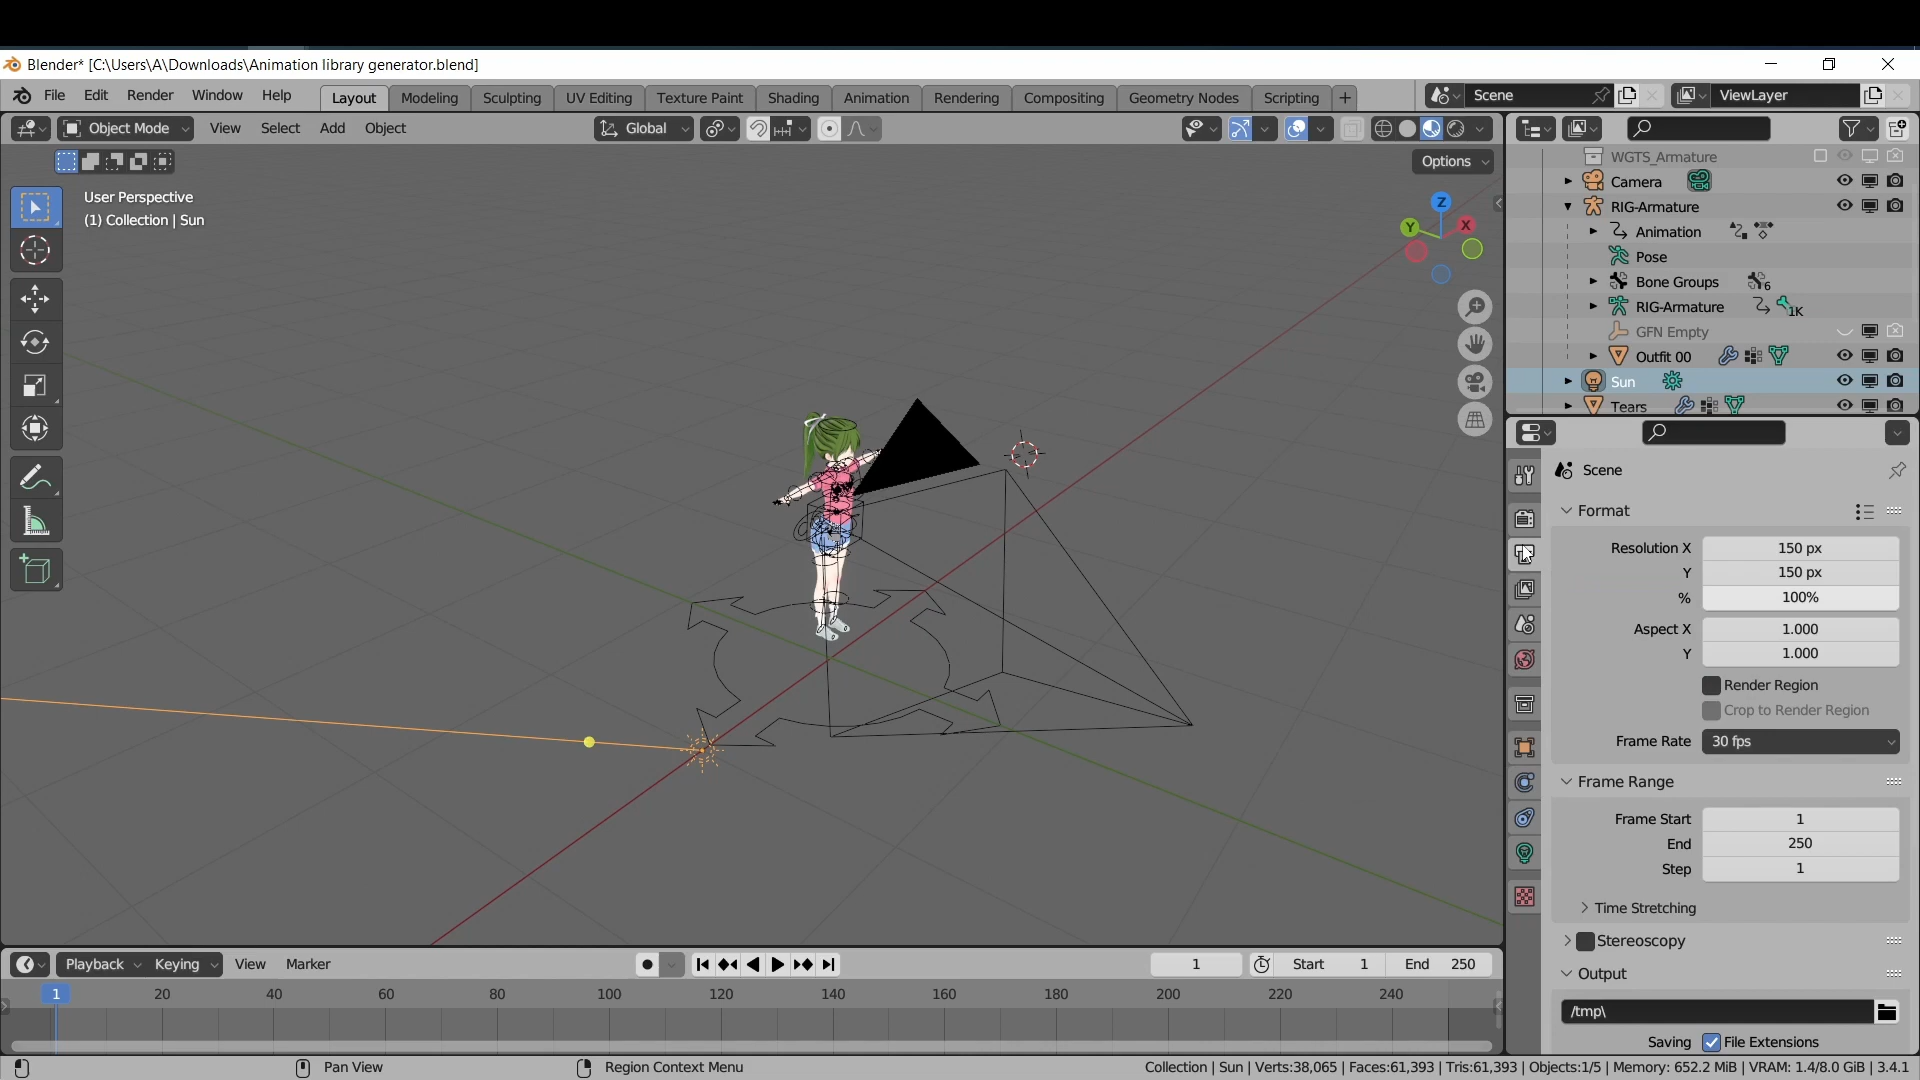 Blender* [C:\Users\A\Downloads\Animation library generator.blend]
File Edit Render Window Help Layout Modeling Sculpting UV Editing Texture Paint Shading Animation Rendering Compositing Geometry Nodes Scripting + Scene ViewLayer
Object Mode View Select Add Object Global
Options
User Perspective
(1) Collection | Sun
Z
Y X
WGTS_Armature
Camera
RIG-Armature
Animation
Pose
Bone Groups 6
RIG-Armature 1K
GFN Empty
Outfit 00
Sun
Tears
Scene
Format
Resolution X 150 px
Y 150 px
% 100%
Aspect X 1.000
Y 1.000
Render Region
Crop to Render Region
Frame Rate 30 fps
Frame Range
Frame Start 1
End 250
Step 1
Time Stretching
Stereoscopy
Output
/tmp\
Saving File Extensions
Playback Keying View Marker 1 Start 1 End 250
1 20 40 60 80 100 120 140 160 180 200 220 240
Pan View Region Context Menu Collection | Sun | Verts:38,065 | Faces:61,393 | Tris:61,393 | Objects:1/5 | Memory: 652.2 MiB | VRAM: 1.4/8.0 GiB | 3.4.1